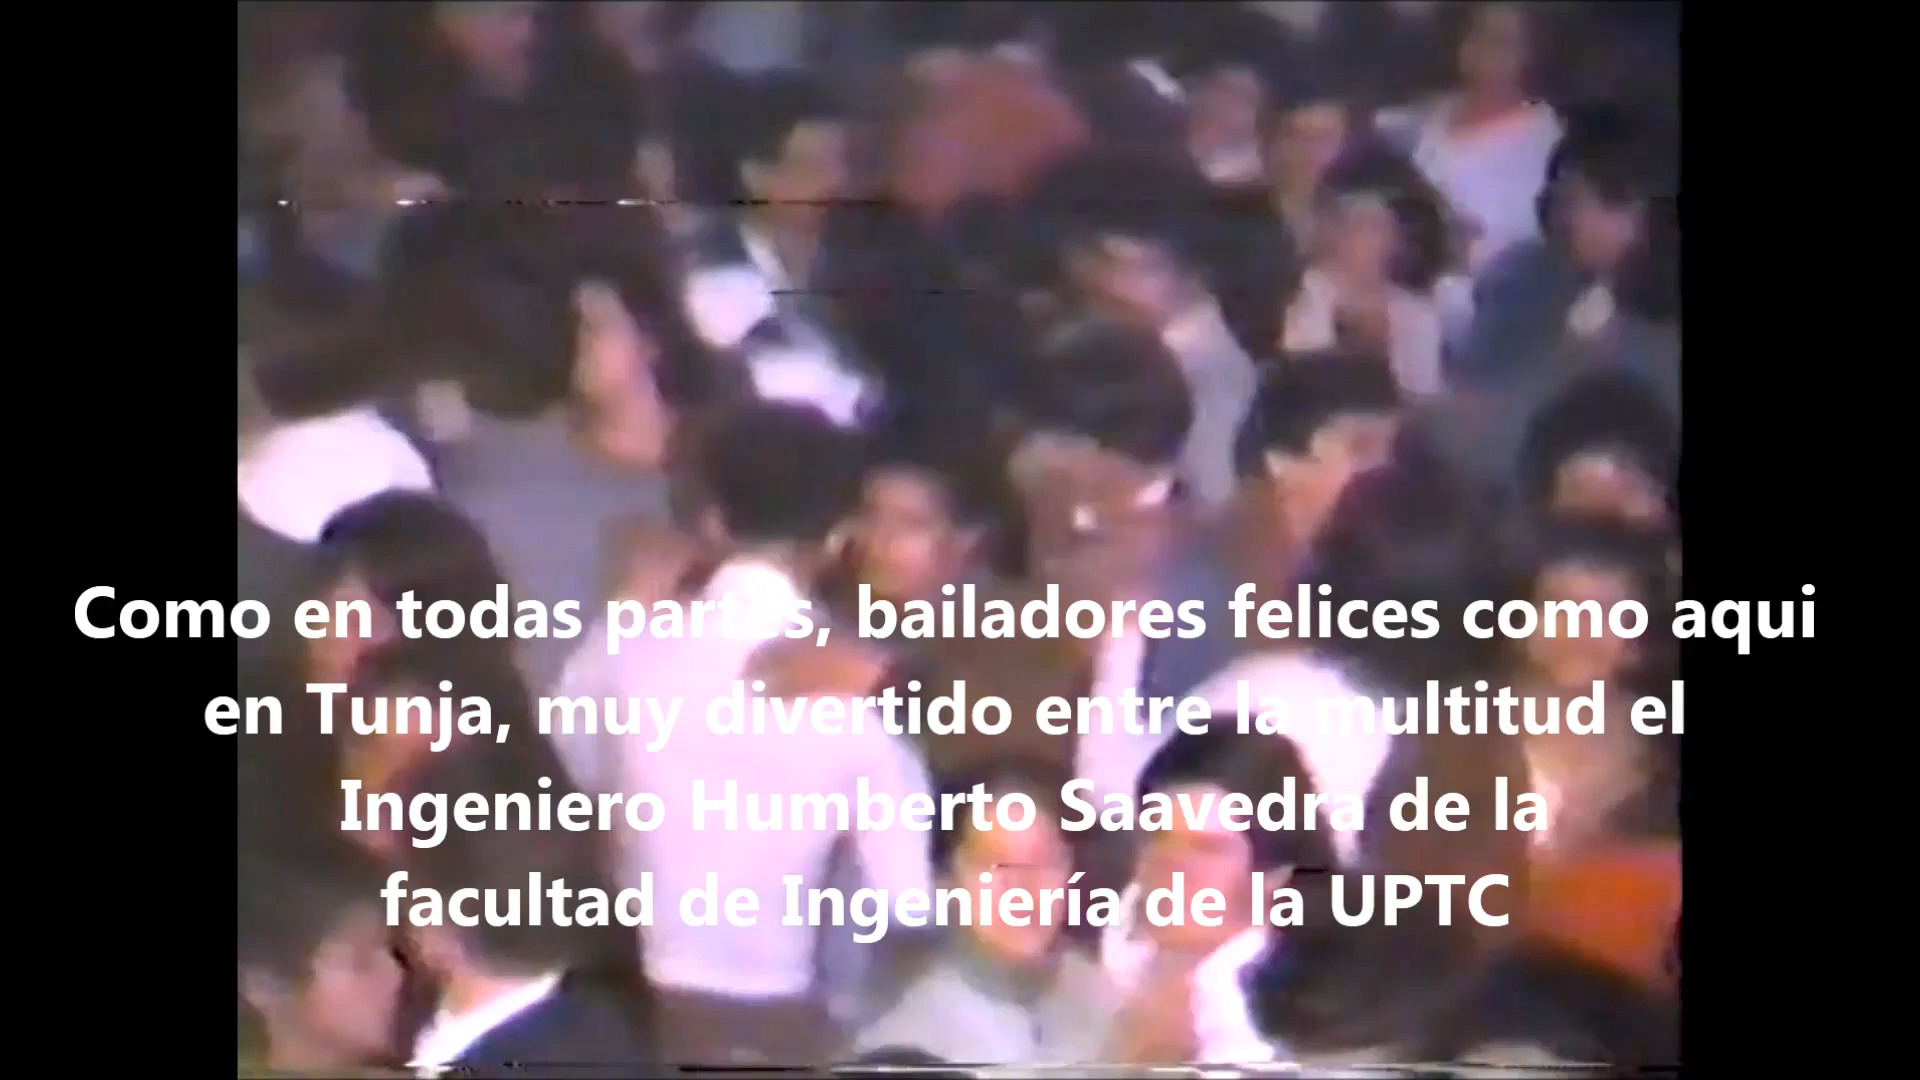 Como en todas partes, bailadores felices como aqui
en Tunja, muy divertido entre la multitud el
Ingeniero Humberto Saavedra de la
facultad de Ingeniería de la UPTC